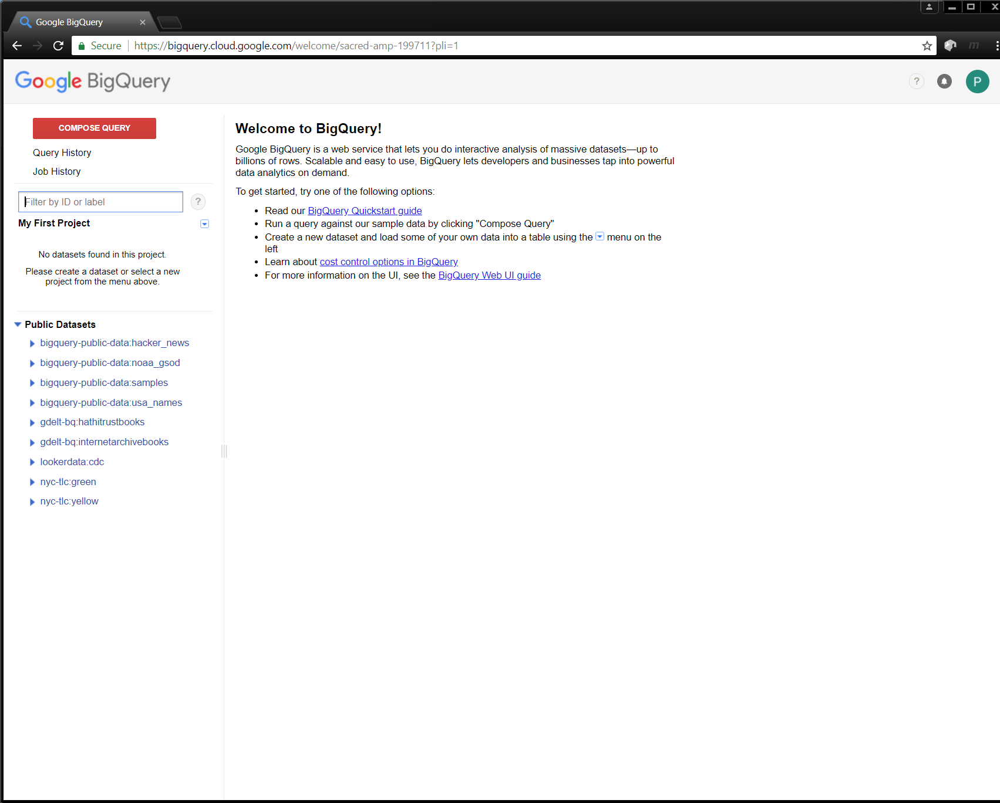 Google BigQuery
Secure
https://bigquery.cloud.google.com/welcome/sacred-amp-199711?pli=1
m
Google BigQuery
?
P
COMPOSE QUERY
Query History
Job History
Filter by ID or label
?
My First Project
No datasets found in this project.
Please create a dataset or select a new
project from the menu above.
Public Datasets
bigquery-public-data:hacker_news
bigquery-public-data:noaa_gsod
bigquery-public-data:samples
bigquery-public-data:usa_names
gdelt-bq:hathitrustbooks
gdelt-bq:internetarchivebooks
lookerdata:cdc
nyc-tlc:green
nyc-tlc:yellow
Welcome to BigQuery!
Google BigQuery is a web service that lets you do interactive analysis of massive datasets—up to
billions of rows. Scalable and easy to use, BigQuery lets developers and businesses tap into powerful
data analytics on demand.
To get started, try one of the following options:
• Read our BigQuery Quickstart guide
• Run a query against our sample data by clicking "Compose Query"
• Create a new dataset and load some of your own data into a table using the menu on the
left
• Learn about cost control options in BigQuery
• For more information on the UI, see the BigQuery Web UI guide